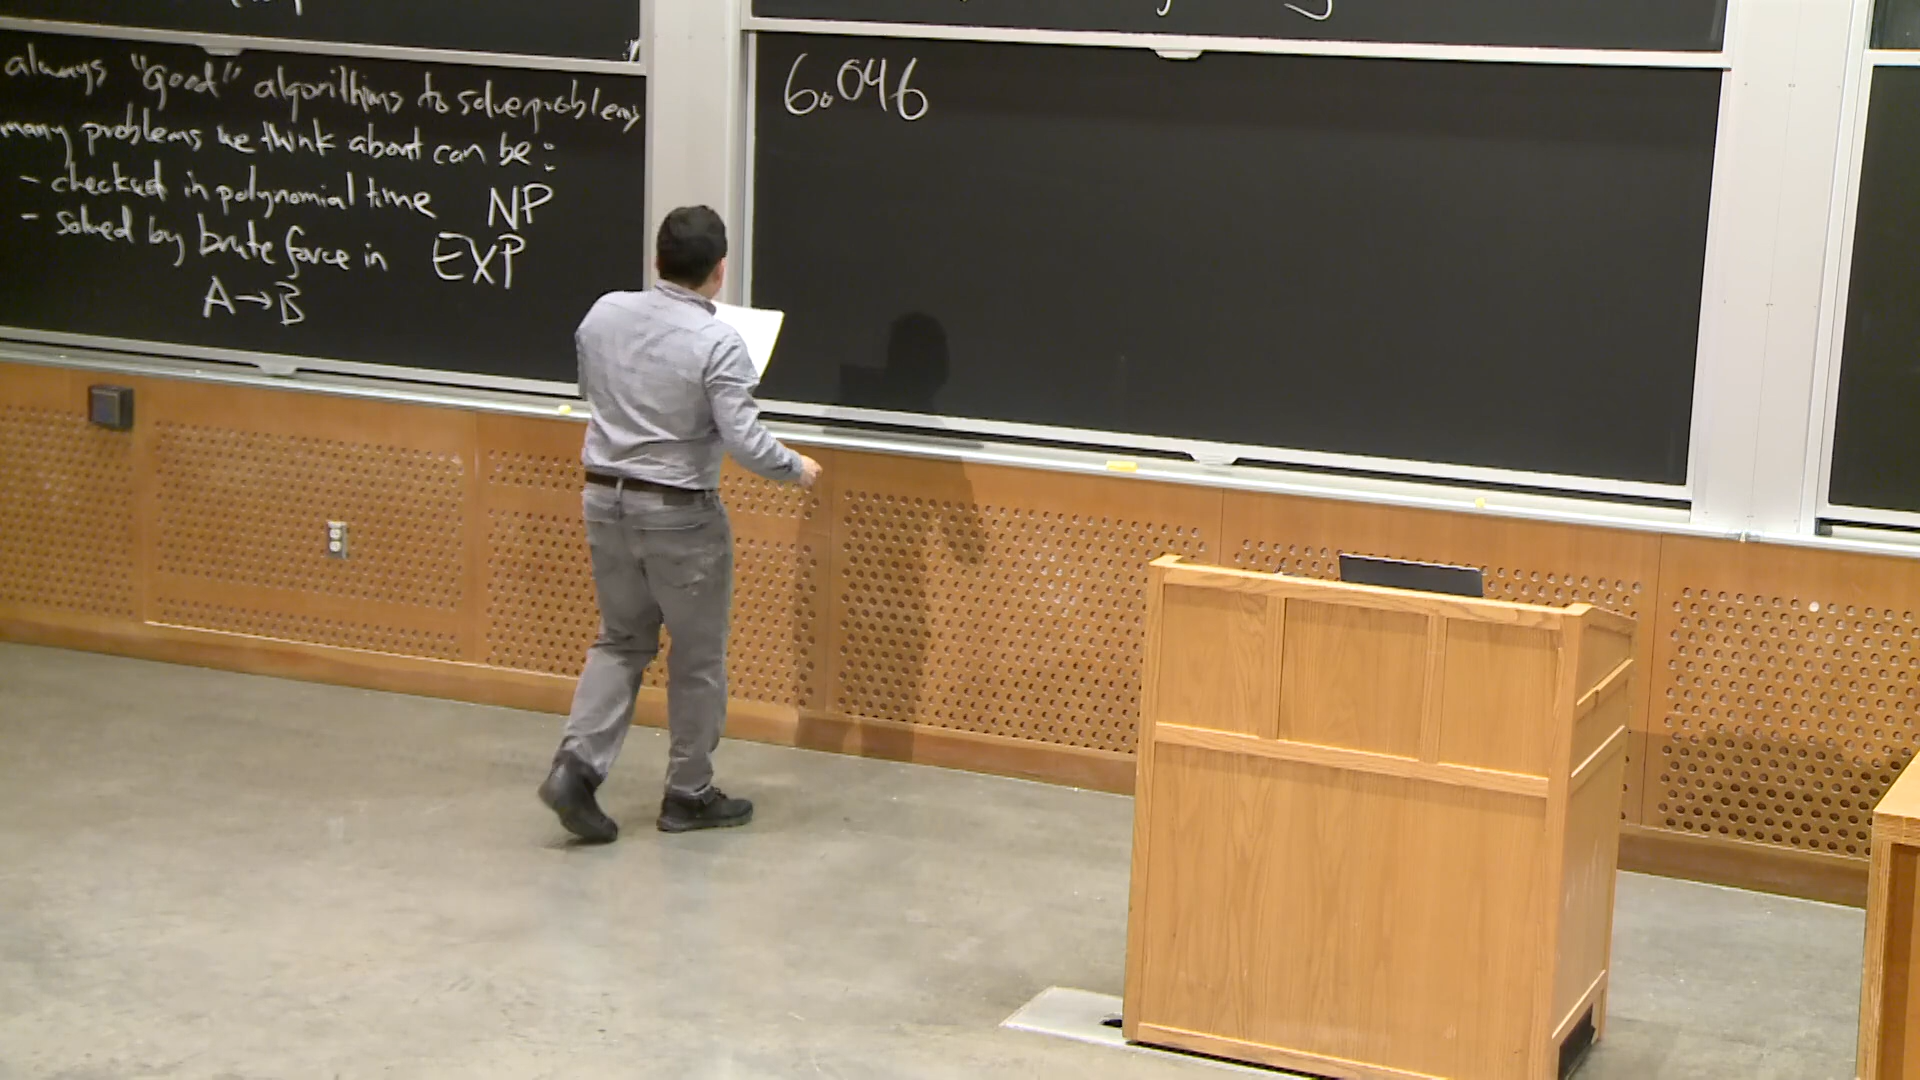 always "good" algorithms to solve problems
many problems we think about can be:
- checked in polynomial time NP
- solved by brute force in EXP
A→B
6.046